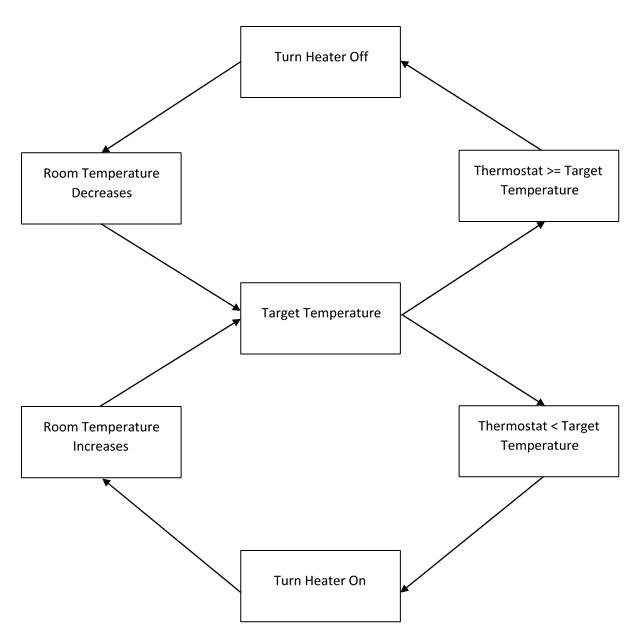 Turn Heater Off
Room Temperature
Decreases
Thermostat >= Target
Temperature
Target Temperature
Room Temperature
Increases
Thermostat < Target
Temperature
Turn Heater On